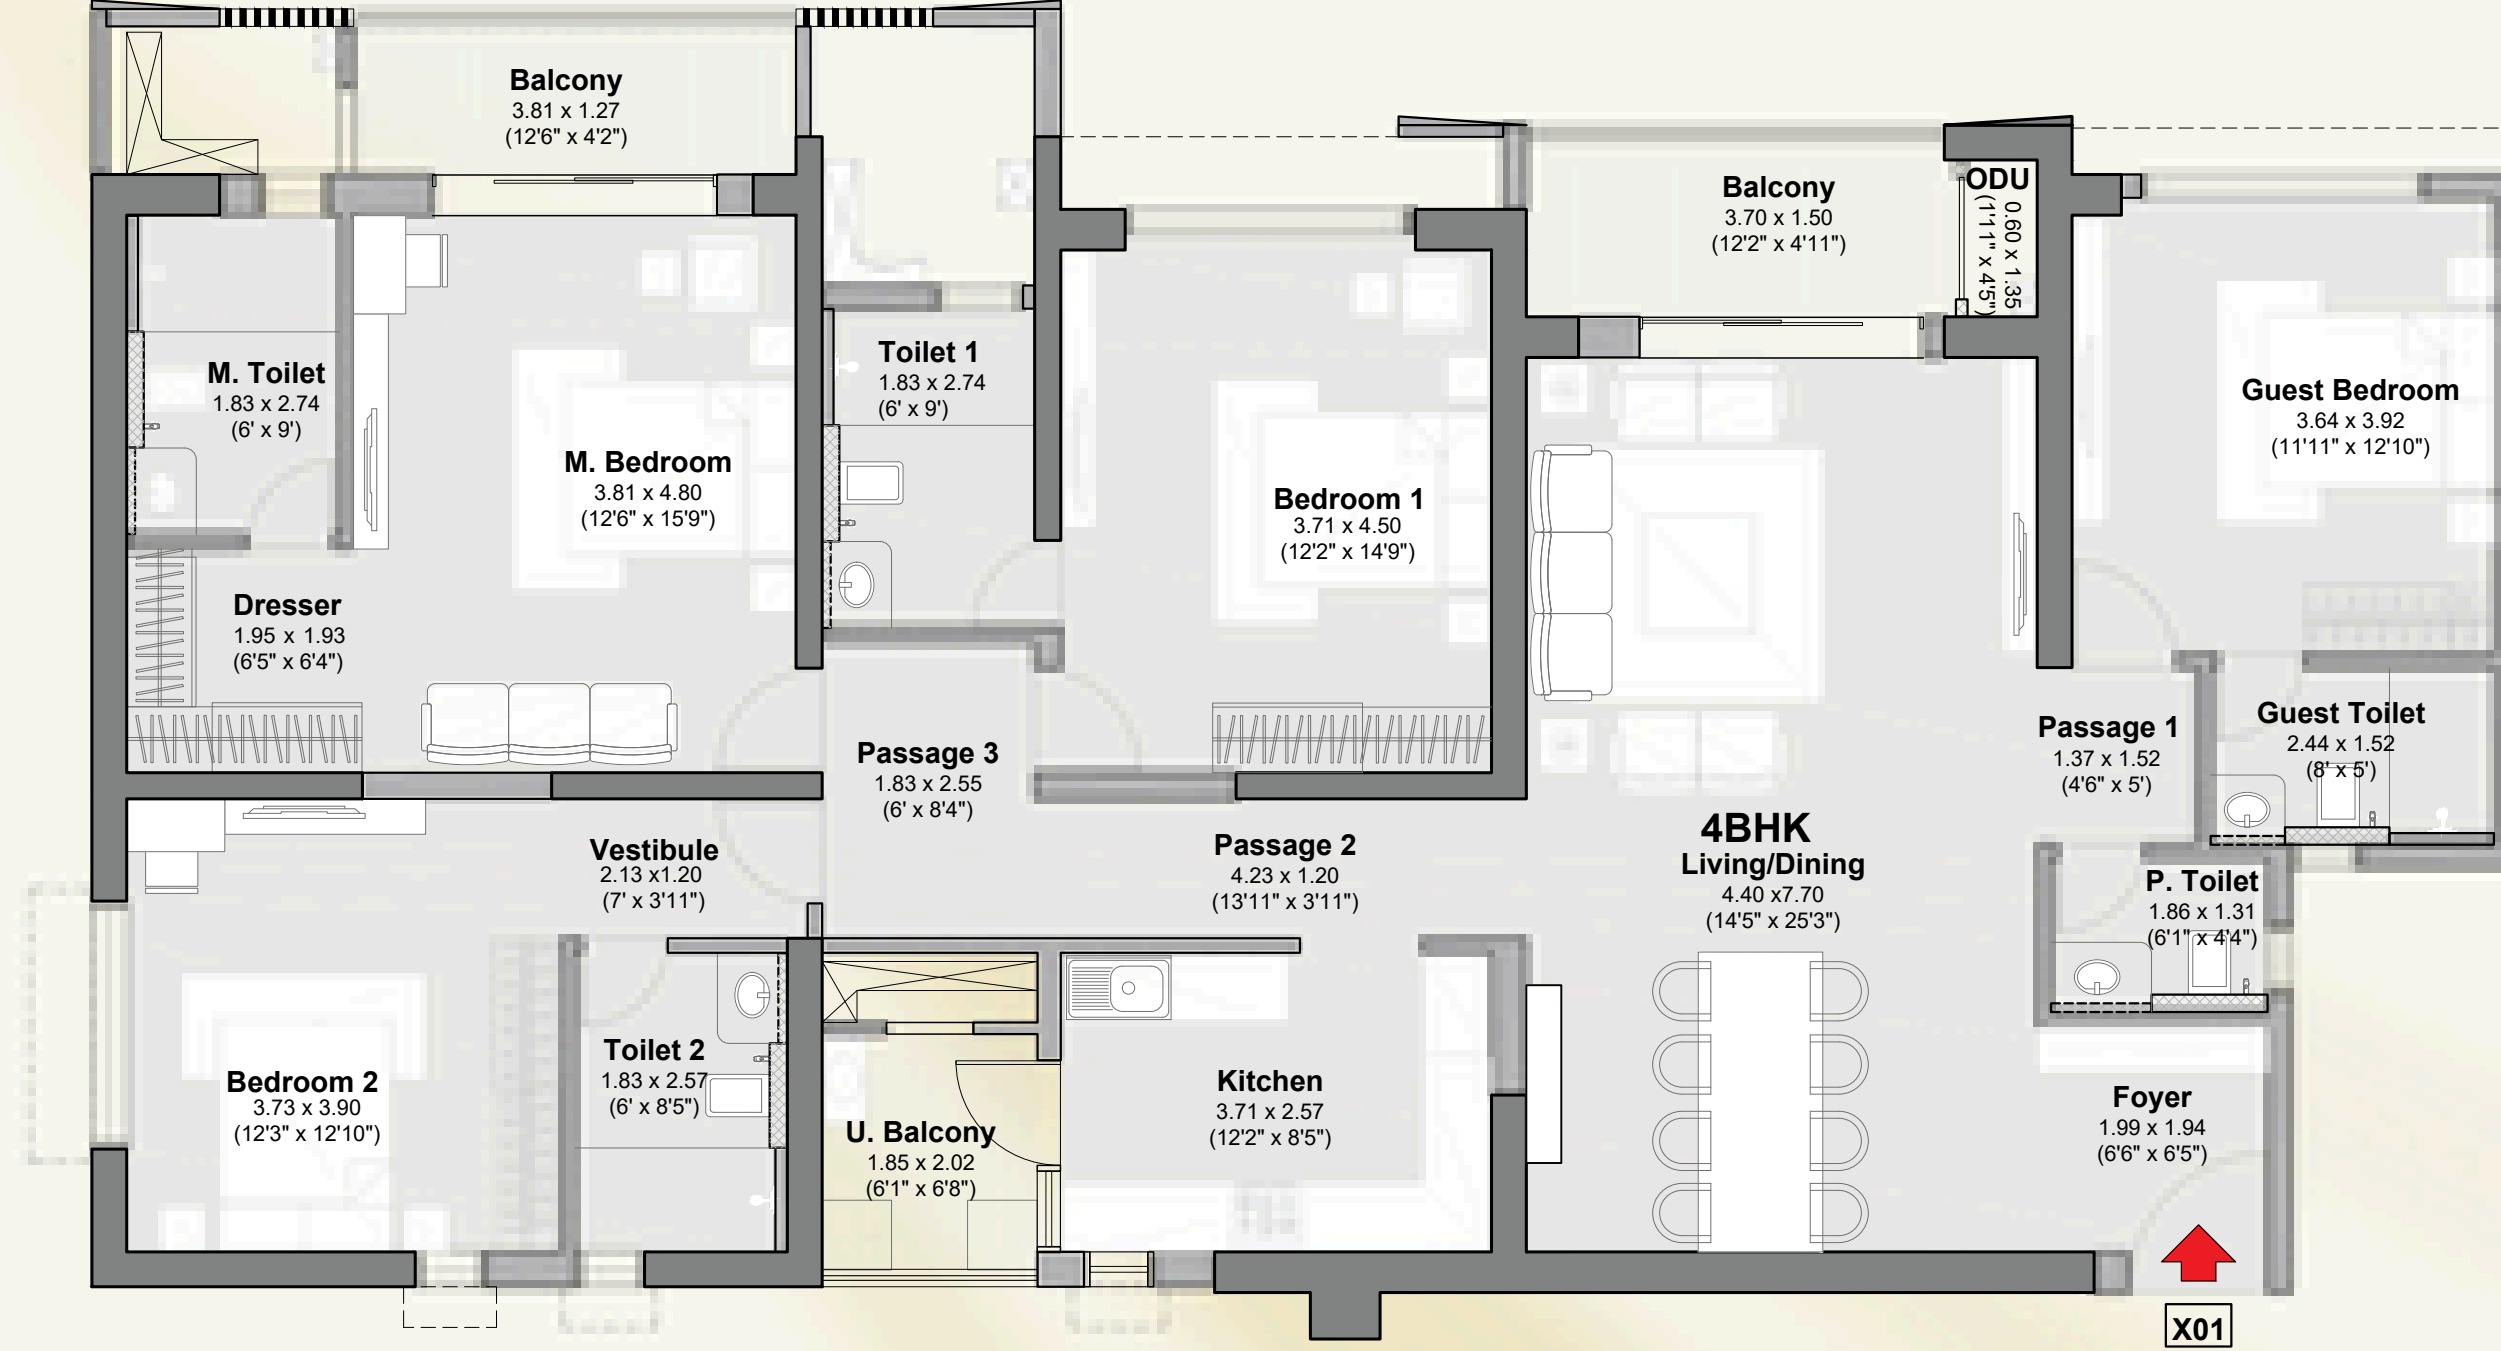 Balcony
3.81 x 1.27
(12'6" x 4'2")
Balcony
3.70 x 1.50
(12'2" x 4'11")
ODU
0.60 x 1.35
(1'11" x 4'5")
M. Toilet
1.83 x 2.74
(6' x 9')
M. Bedroom
3.81 x 4.80
(12'6" x 15'9")
Toilet 1
1.83 x 2.74
(6' x 9')
Bedroom 1
3.71 x 4.50
(12'2" x 14'9")
Guest Bedroom
3.64 x 3.92
(11'11" x 12'10")
Dresser
1.95 x 1.93
(6'5" x 6'4")
Passage 3
1.83 x 2.55
(6' x 8'4")
Passage 1
1.37 x 1.52
(4'6" x 5')
Guest Toilet
2.44 x 1.52
(8' x 5')
Vestibule
2.13 x1.20
(7' x 3'11")
Passage 2
4.23 x 1.20
(13'11" x 3'11")
4BHK
Living/Dining
4.40 x7.70
(14'5" x 25'3")
P. Toilet
1.86 x 1.31
(6'1" x 4'4")
Bedroom 2
3.73 x 3.90
(12'3" x 12'10")
Toilet 2
1.83 x 2.57
(6' x 8'5")
U. Balcony
1.85 x 2.02
(6'1" x 6'8")
Kitchen
3.71 x 2.57
(12'2" x 8'5")
Foyer
1.99 x 1.94
(6'6" x 6'5")
X01